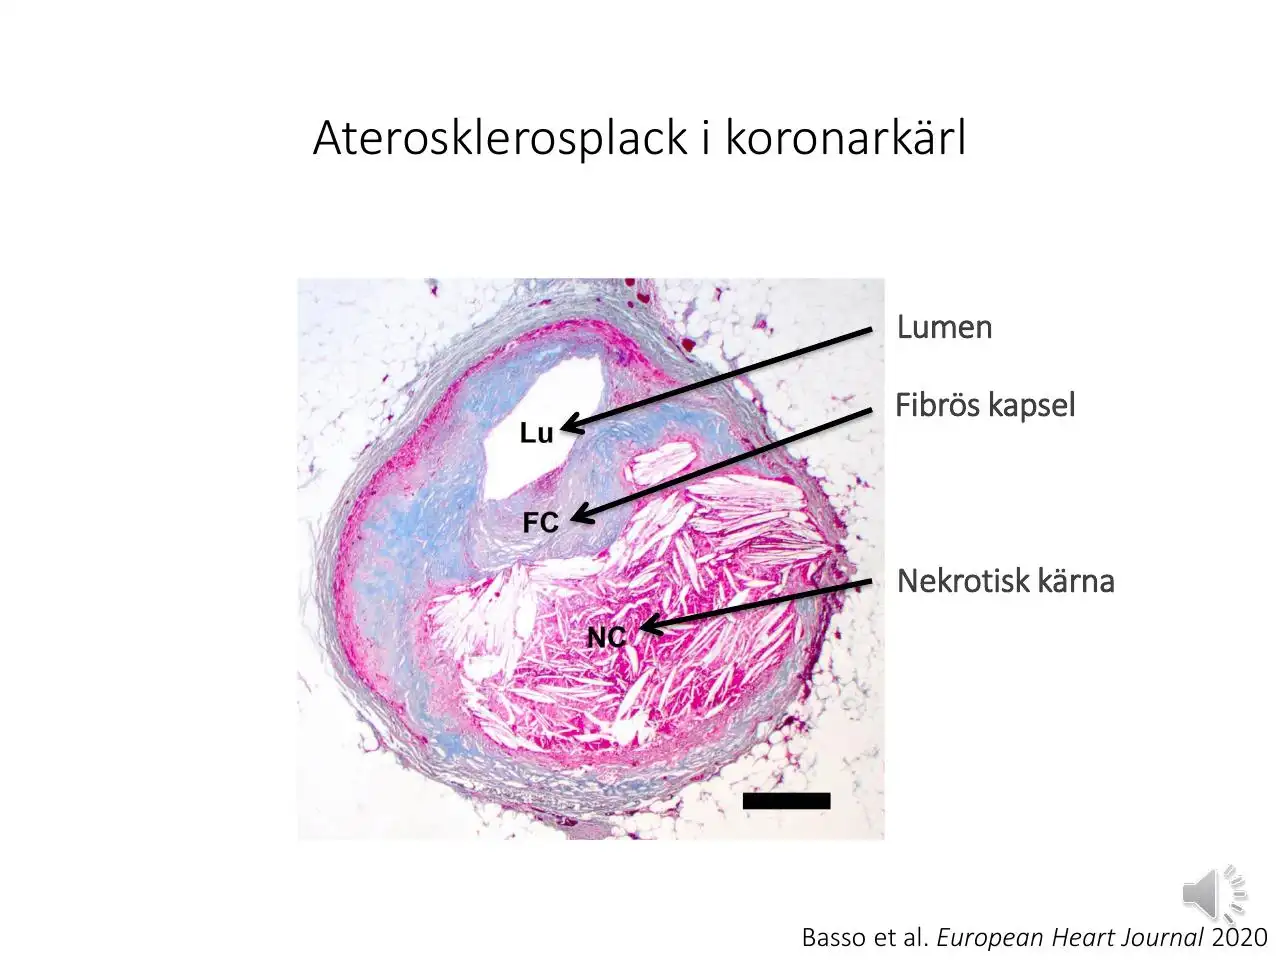 Aterosklerosplack i koronarkärl
Lumen
Fibrös kapsel
Lu
FC
Nekrotisk kärna
NC
Basso et al. European Heart Journal 2020